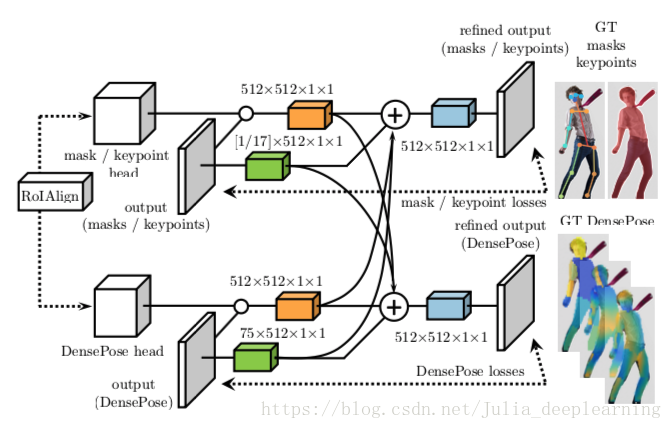 refined output
(masks / keypoints)
GT
masks
keypoints
512×512×1×1
[1/17]×512×1×1
512×512×1×1
mask / keypoint
head
RoIAlign
output
(masks / keypoints)
mask / keypoint losses
refined output
(DensePose)
GT DensePose
512×512×1×1
75×512×1×1
512×512×1×1
DensePose head
output
(DensePose)
DensePose losses
https://blog.csdn.net/Julia_deeplearning